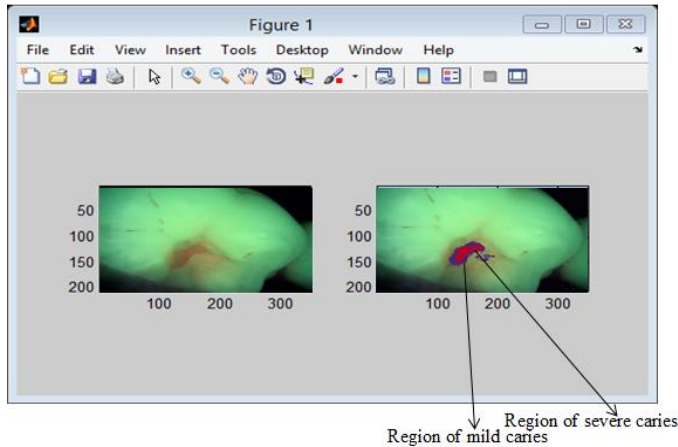 Figure 1
File Edit View Insert Tools Desktop Window Help
50
100
150
200
100 200 300
50
100
150
200
100 200 300
Region of severe caries
Region of mild caries